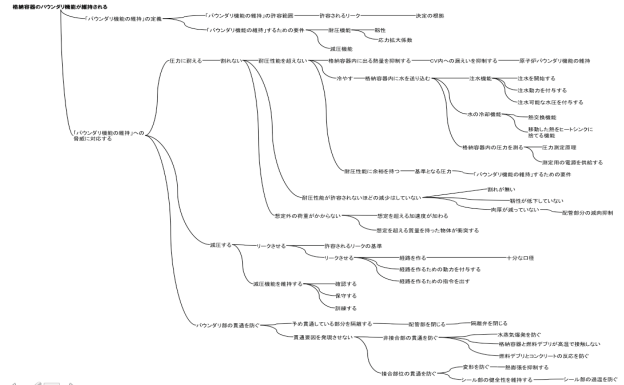 格納容器のバウンダリ機能が維持される
「バウンダリ機能の維持」の定義
「バウンダリ機能の維持」の許容範囲
許容されるリーク
決定の根拠
「バウンダリ機能の維持」するための要件
耐圧機能
靭性
応力拡大係数
減圧機能
「バウンダリ機能の維持」への
脅威に対応する
圧力に耐える
割れない
耐圧性能を超えない
格納容器内に出る熱量を抑制する
CV内への漏えいを抑制する
原子炉バウンダリ機能の維持
冷やす
格納容器内に水を送り込む
注水機能
注水を開始する
注水動力を付与する
注水可能な水圧を付与する
水の冷却機能
熱交換機能
移動した熱をヒートシンクに
捨てる機能
格納容器内の圧力を測る
圧力測定原理
測定用の電源を供給する
耐圧性能に余裕を持つ
基準となる圧力
「バウンダリ機能の維持」するための要件
耐圧性能が許容されないほどの減少はしていない
割れが無い
靭性が低下していない
肉厚が減っていない
配管部分の減肉抑制
想定外の荷重がかからない
想定を超える加速度が加わる
想定を超える質量を持った物体が衝突する
減圧する
リークさせる
許容されるリークの基準
リークさせる
経路を作る
十分な口径
経路を作るための動力を付与する
経路を作るための指令を出す
減圧機能を維持する
確認する
保守する
訓練する
バウンダリ部の貫通を防ぐ
予め貫通している部分を隔離する
配管部を閉じる
隔離弁を閉じる
貫通要因を発現させない
非接合部の貫通を防ぐ
水蒸気爆発を防ぐ
格納容器と燃料デブリが高温で接触しない
燃料デブリとコンクリートの反応を防ぐ
接合部位の貫通を防ぐ
変形を防ぐ
熱膨張を抑制する
シール部の健全性を維持する
シール部の過温を防ぐ